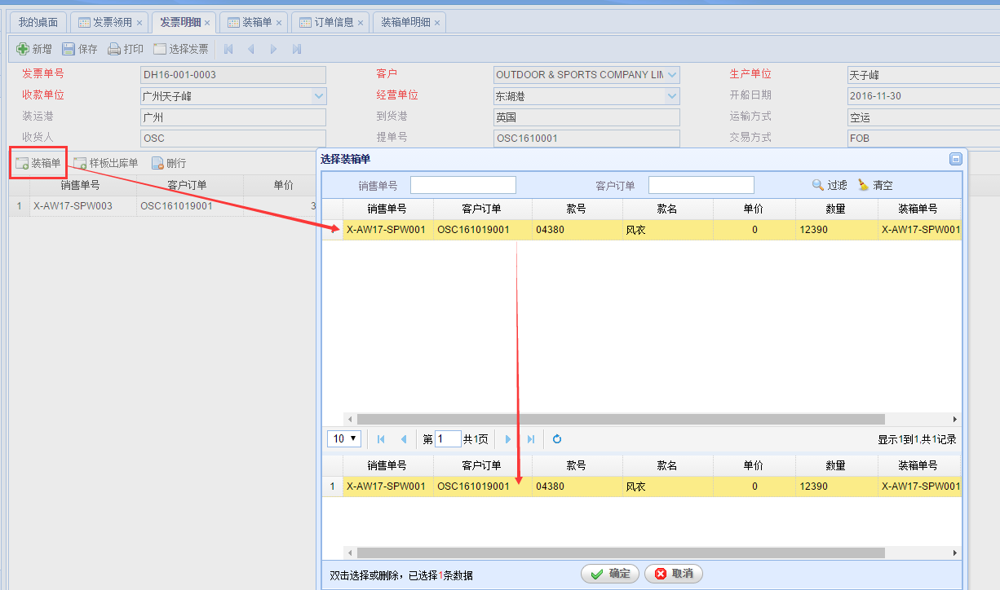 我的桌面 发票领用 × 发票明细 × 装箱单 × 订单信息 × 装箱单明细 ×
新增 保存 打印 选择发票
发票单号 DH16-001-0003 客户 OUTDOOR & SPORTS COMPANY LIM 生产单位 天子峰
收款单位 广州天子峰 经营单位 东湖港 开船日期 2016-11-30
装运港 广州 到货港 英国 运输方式 空运
收货人 OSC 提单号 OSC1610001 交易方式 FOB
装箱单 样板出库单 删行
销售单号 客户订单 单价
1 X-AW17-SPW003 OSC161019001 3
选择装箱单
销售单号 客户订单 过滤 清空
销售单号 客户订单 款号 款名 单价 数量 装箱单号
X-AW17-SPW001 OSC161019001 04380 风衣 0 12390 X-AW17-SPW001
10 第 1 共1页 显示1到1,共1记录
销售单号 客户订单 款号 款名 单价 数量 装箱单号
1 X-AW17-SPW001 OSC161019001 04380 风衣 0 12390 X-AW17-SPW001
双击选择或删除，已选择1条数据 确定 取消